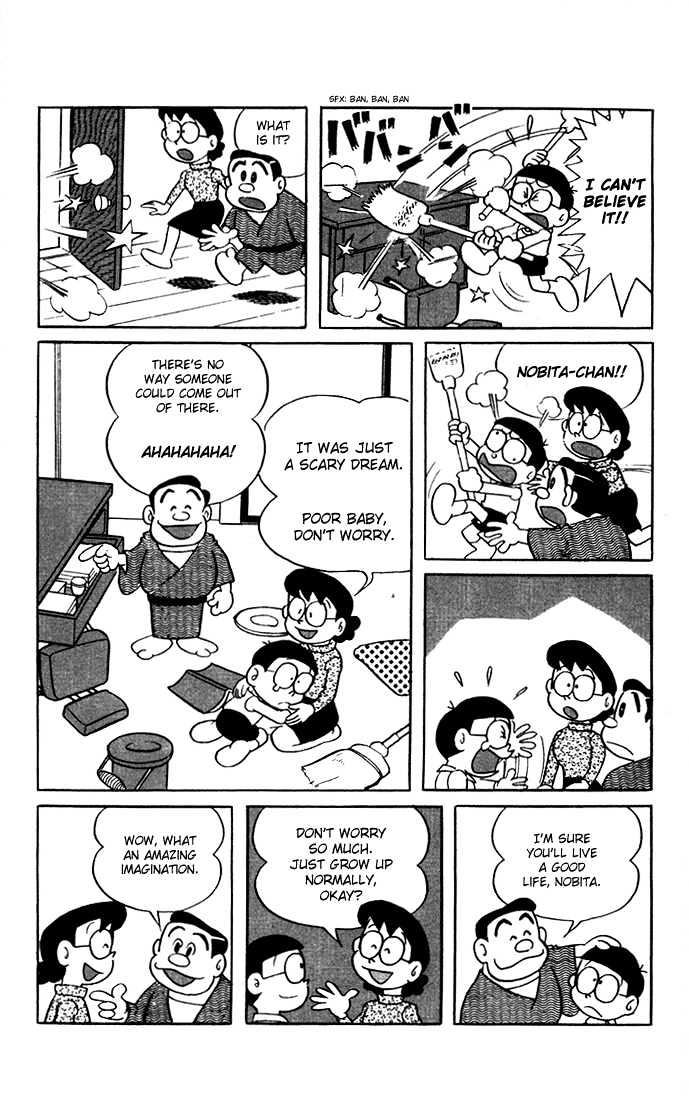 SFX: BAN, BAN, BAN
ババンバ
I CAN'T
BELIEVE
IT!!
WHAT
IS IT?
NOBITA-CHAN!!
THERE'S NO
WAY SOMEONE
COULD COME OUT
OF THERE.
AHAHAHAHA!
IT WAS JUST
A SCARY DREAM.
POOR BABY,
DON'T WORRY.
WOW, WHAT
AN AMAZING
IMAGINATION.
DON'T WORRY
SO MUCH.
JUST GROW UP
NORMALLY,
OKAY?
I'M SURE
YOU'LL LIVE
A GOOD
LIFE, NOBITA.